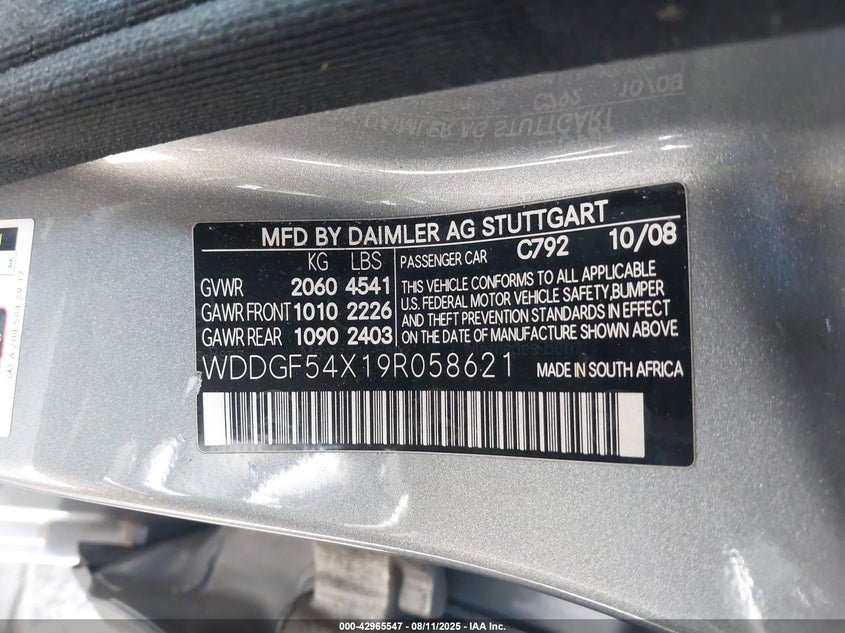 MFD BY DAIMLER AG STUTTGART
KG LBS
GVWR 2060 4541
GAWR FRONT 1010 2226
GAWR REAR 1090 2403
PASSENGER CAR C792 10/08
THIS VEHICLE CONFORMS TO ALL APPLICABLE
U.S. FEDERAL MOTOR VEHICLE SAFETY,BUMPER
AND THEFT PREVENTION STANDARDS IN EFFECT
ON THE DATE OF MANUFACTURE SHOWN ABOVE
WDDGF54X19R058621 MADE IN SOUTH AFRICA
000-42965547 - 08/11/2025 - IAA Inc.